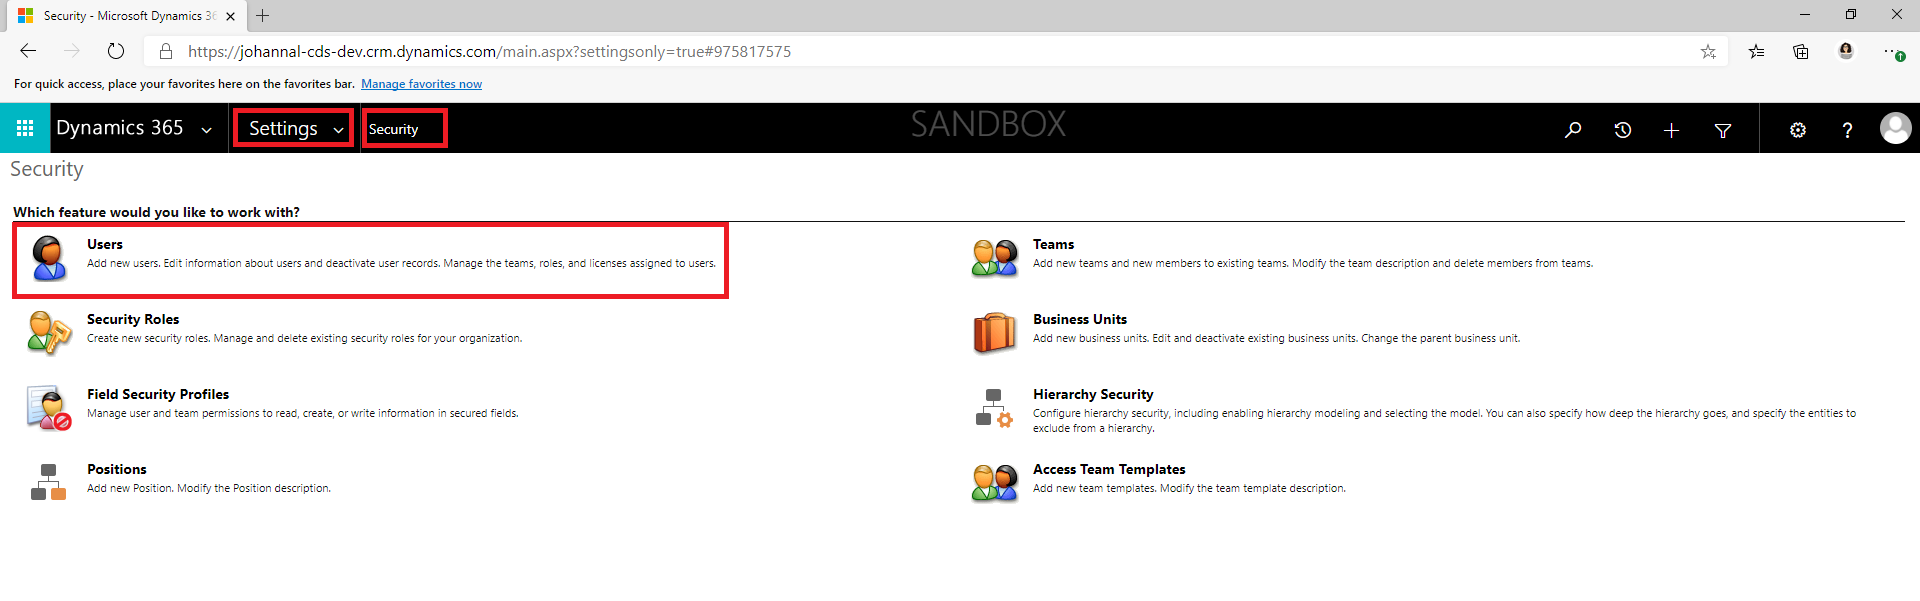 Security - Microsoft Dynamics 36
https://johannal-cds-dev.crm.dynamics.com/main.aspx?settingsonly=true#975817575
For quick access, place your favorites here on the favorites bar. Manage favorites now
Dynamics 365 Settings Security SANDBOX ?
Security
Which feature would you like to work with?
Users
Add new users. Edit information about users and deactivate user records. Manage the teams, roles, and licenses assigned to users.
Teams
Add new teams and new members to existing teams. Modify the team description and delete members from teams.
Security Roles
Create new security roles. Manage and delete existing security roles for your organization.
Business Units
Add new business units. Edit and deactivate existing business units. Change the parent business unit.
Field Security Profiles
Manage user and team permissions to read, create, or write information in secured fields.
Hierarchy Security
Configure hierarchy security, including enabling hierarchy modeling and selecting the model. You can also specify how deep the hierarchy goes, and specify the entities to
exclude from a hierarchy.
Positions
Add new Position. Modify the Position description.
Access Team Templates
Add new team templates. Modify the team template description.